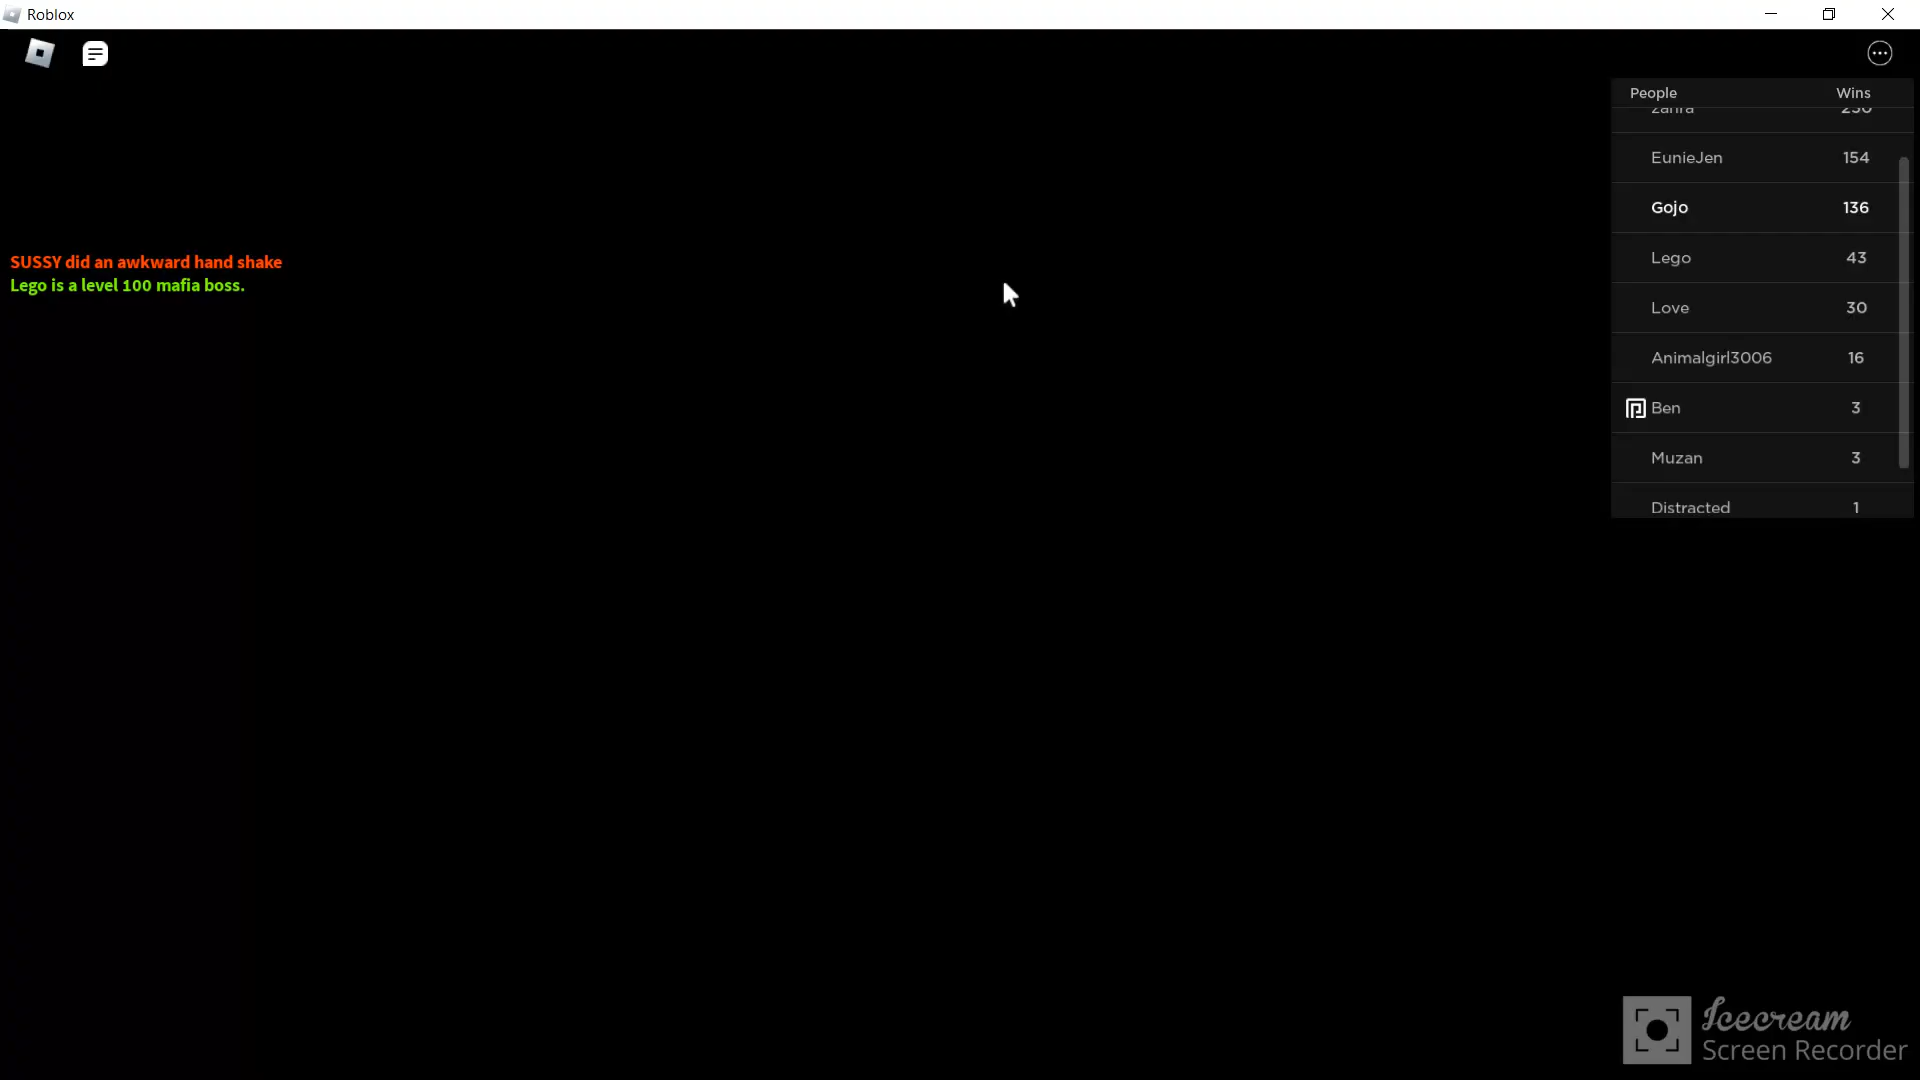 Roblox
People Wins
EunieJen 154
Gojo 136
SUSSY did an awkward hand shake
Lego 43
Lego is a level 100 mafia boss.
Love 30
Animalgirl3006 16
Ben 3
Muzan 3
Distracted 1
Icecream
Screen Recorder